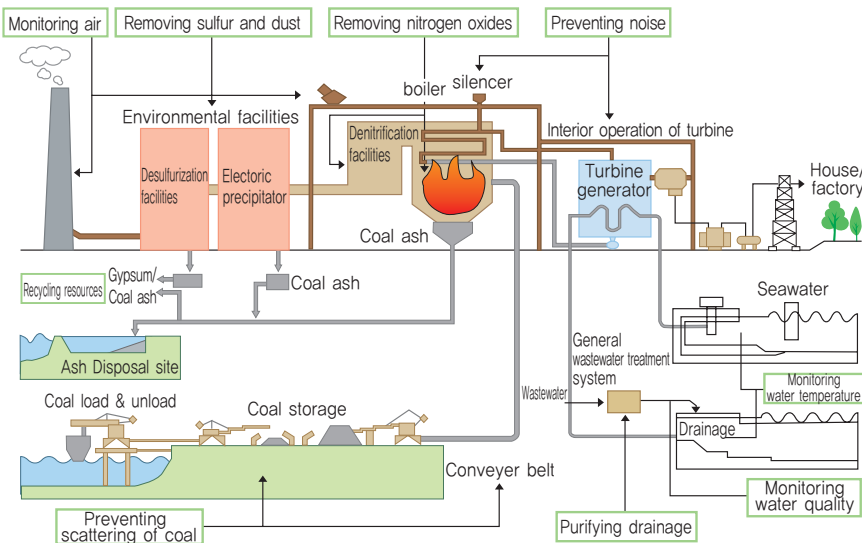 Monitoring air
Removing sulfur and dust
Removing nitrogen oxides
Preventing noise
boiler
silencer
Environmental facilities
Denitrification
facilities
Interior operation of turbine
Desulfurization
facilities
Electoric
precipitator
Turbine
generator
House/
factory
Coal ash
Recycling resources
Gypsum/
Coal ash
Coal ash
Seawater
Ash Disposal site
General
wastewater treatment
system
Wastewater
Monitoring
water temperature
Coal load & unload
Coal storage
Drainage
Conveyer belt
Preventing
scattering of coal
Purifying drainage
Monitoring
water quality